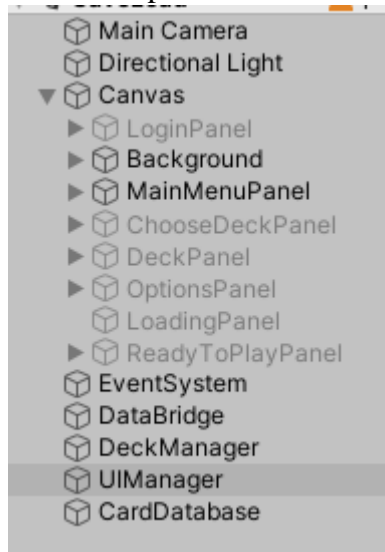 Main Camera
Directional Light
Canvas
LoginPanel
Background
MainMenuPanel
ChooseDeckPanel
DeckPanel
OptionsPanel
LoadingPanel
ReadyToPlayPanel
EventSystem
DataBridge
DeckManager
UIManager
CardDatabase